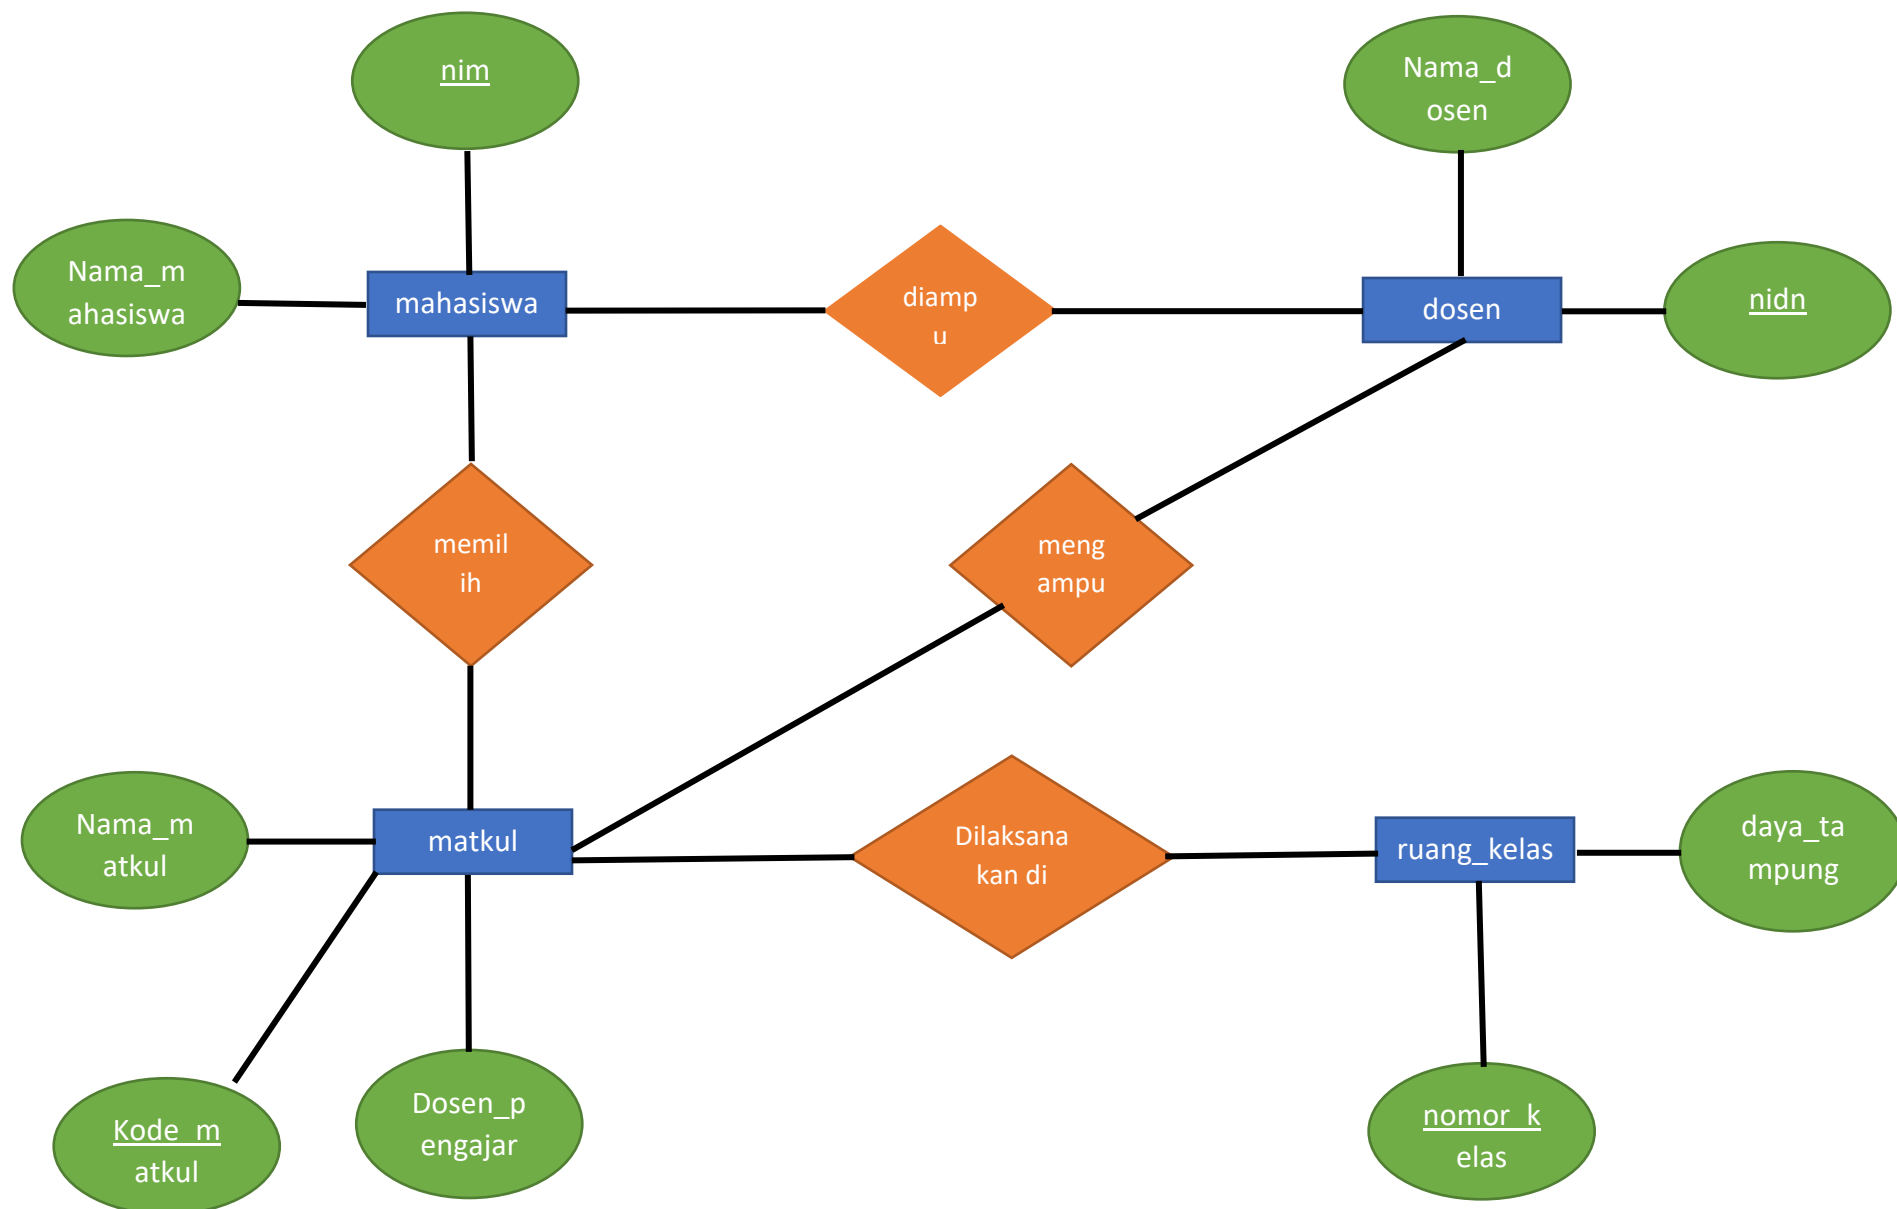 nim
Nama_d
osen
Nama_m
ahasiswa
mahasiswa
diamp
u
dosen
nidn
memil
ih
meng
ampu
Nama_m
atkul
matkul
Dilaksana
kan di
ruang_kelas
daya_ta
mpung
Kode_m
atkul
Dosen_p
engajar
nomor_k
elas